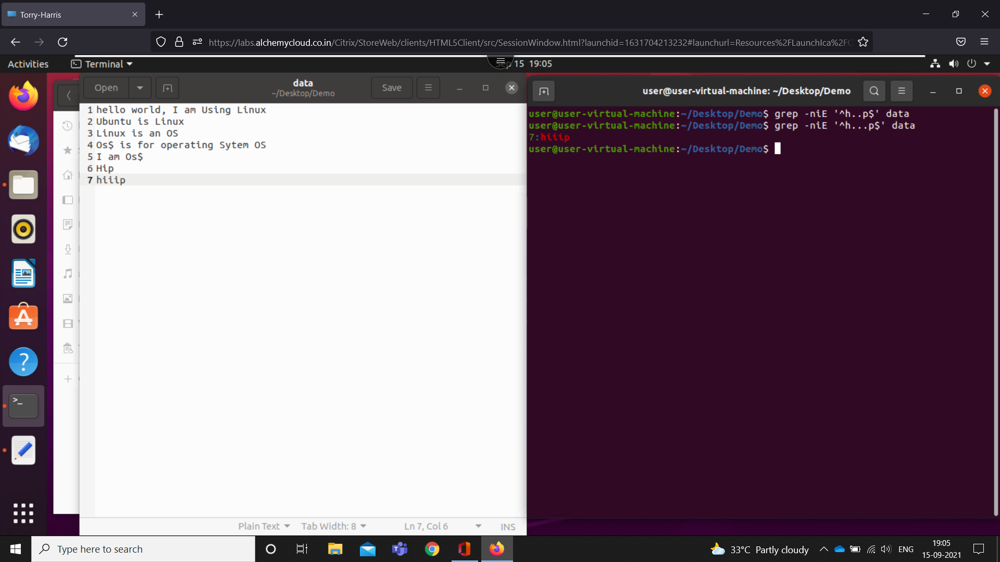 Torry-Harris
https://labs.alchemycloud.co.in/Citrix/StoreWeb/clients/HTML5Client/src/SessionWindow.html?launchid=1631704213232#launchurl=Resources%2FLaunchIca%2FC
Activities
Terminal
Sep 15 19:05
Open
data
~/Desktop/Demo
Save
user@user-virtual-machine: ~/Desktop/Demo
1 hello world, I am Using Linux
2 Ubuntu is Linux
3 Linux is an OS
4 Os$ is for operating Sytem OS
5 I am Os$
6 Hip
7 hiiip
user@user-virtual-machine:~/Desktop/Demo$ grep -niE '^h..p$' data
user@user-virtual-machine:~/Desktop/Demo$ grep -niE '^h...p$' data
7:hiiip
user@user-virtual-machine:~/Desktop/Demo$
Plain Text
Tab Width: 8
Ln 7, Col 6
INS
Type here to search
33°C Partly cloudy
ENG
19:05
15-09-2021